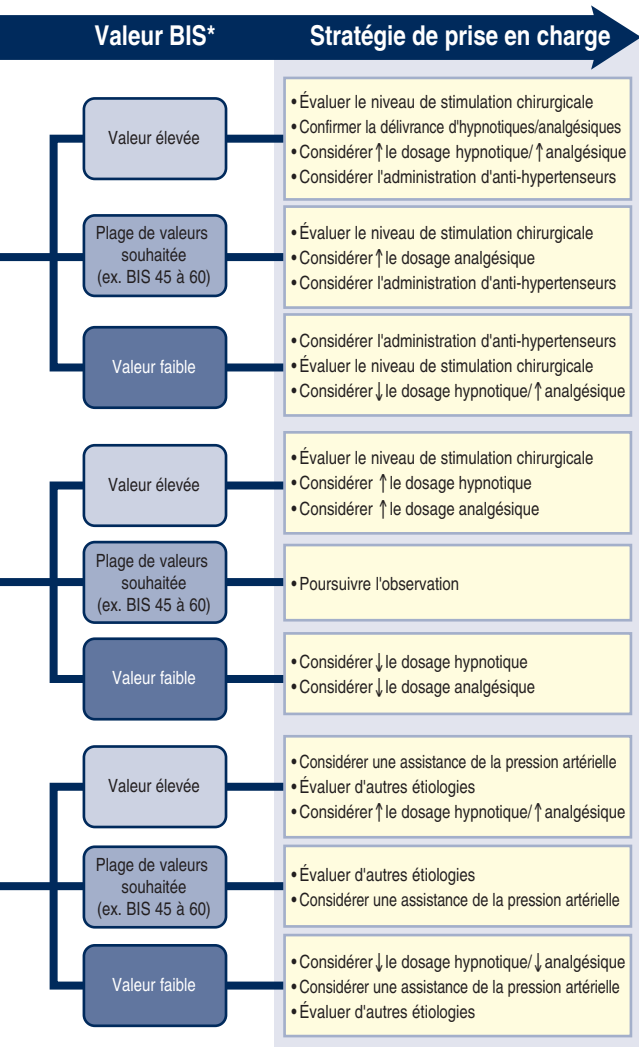 Valeur BIS* Stratégie de prise en charge
Valeur élevée
• Évaluer le niveau de stimulation chirurgicale
• Confirmer la délivrance d'hypnotiques/analgésiques
• Considérer ↑ le dosage hypnotique/ ↑ analgésique
• Considérer l'administration d'anti-hypertenseurs
Plage de valeurs
souhaitée
(ex. BIS 45 à 60)
• Évaluer le niveau de stimulation chirurgicale
• Considérer ↑ le dosage analgésique
• Considérer l'administration d'anti-hypertenseurs
Valeur faible
• Considérer l'administration d'anti-hypertenseurs
• Évaluer le niveau de stimulation chirurgicale
• Considérer ↓ le dosage hypnotique/ ↑ analgésique
Valeur élevée
• Évaluer le niveau de stimulation chirurgicale
• Considérer ↑ le dosage hypnotique
• Considérer ↑ le dosage analgésique
Plage de valeurs
souhaitée
(ex. BIS 45 à 60)
• Poursuivre l'observation
Valeur faible
• Considérer ↓ le dosage hypnotique
• Considérer ↓ le dosage analgésique
Valeur élevée
• Considérer une assistance de la pression artérielle
• Évaluer d'autres étiologies
• Considérer ↑ le dosage hypnotique/ ↑ analgésique
Plage de valeurs
souhaitée
(ex. BIS 45 à 60)
• Évaluer d'autres étiologies
• Considérer une assistance de la pression artérielle
Valeur faible
• Considérer ↓ le dosage hypnotique/ ↓ analgésique
• Considérer une assistance de la pression artérielle
• Évaluer d'autres étiologies